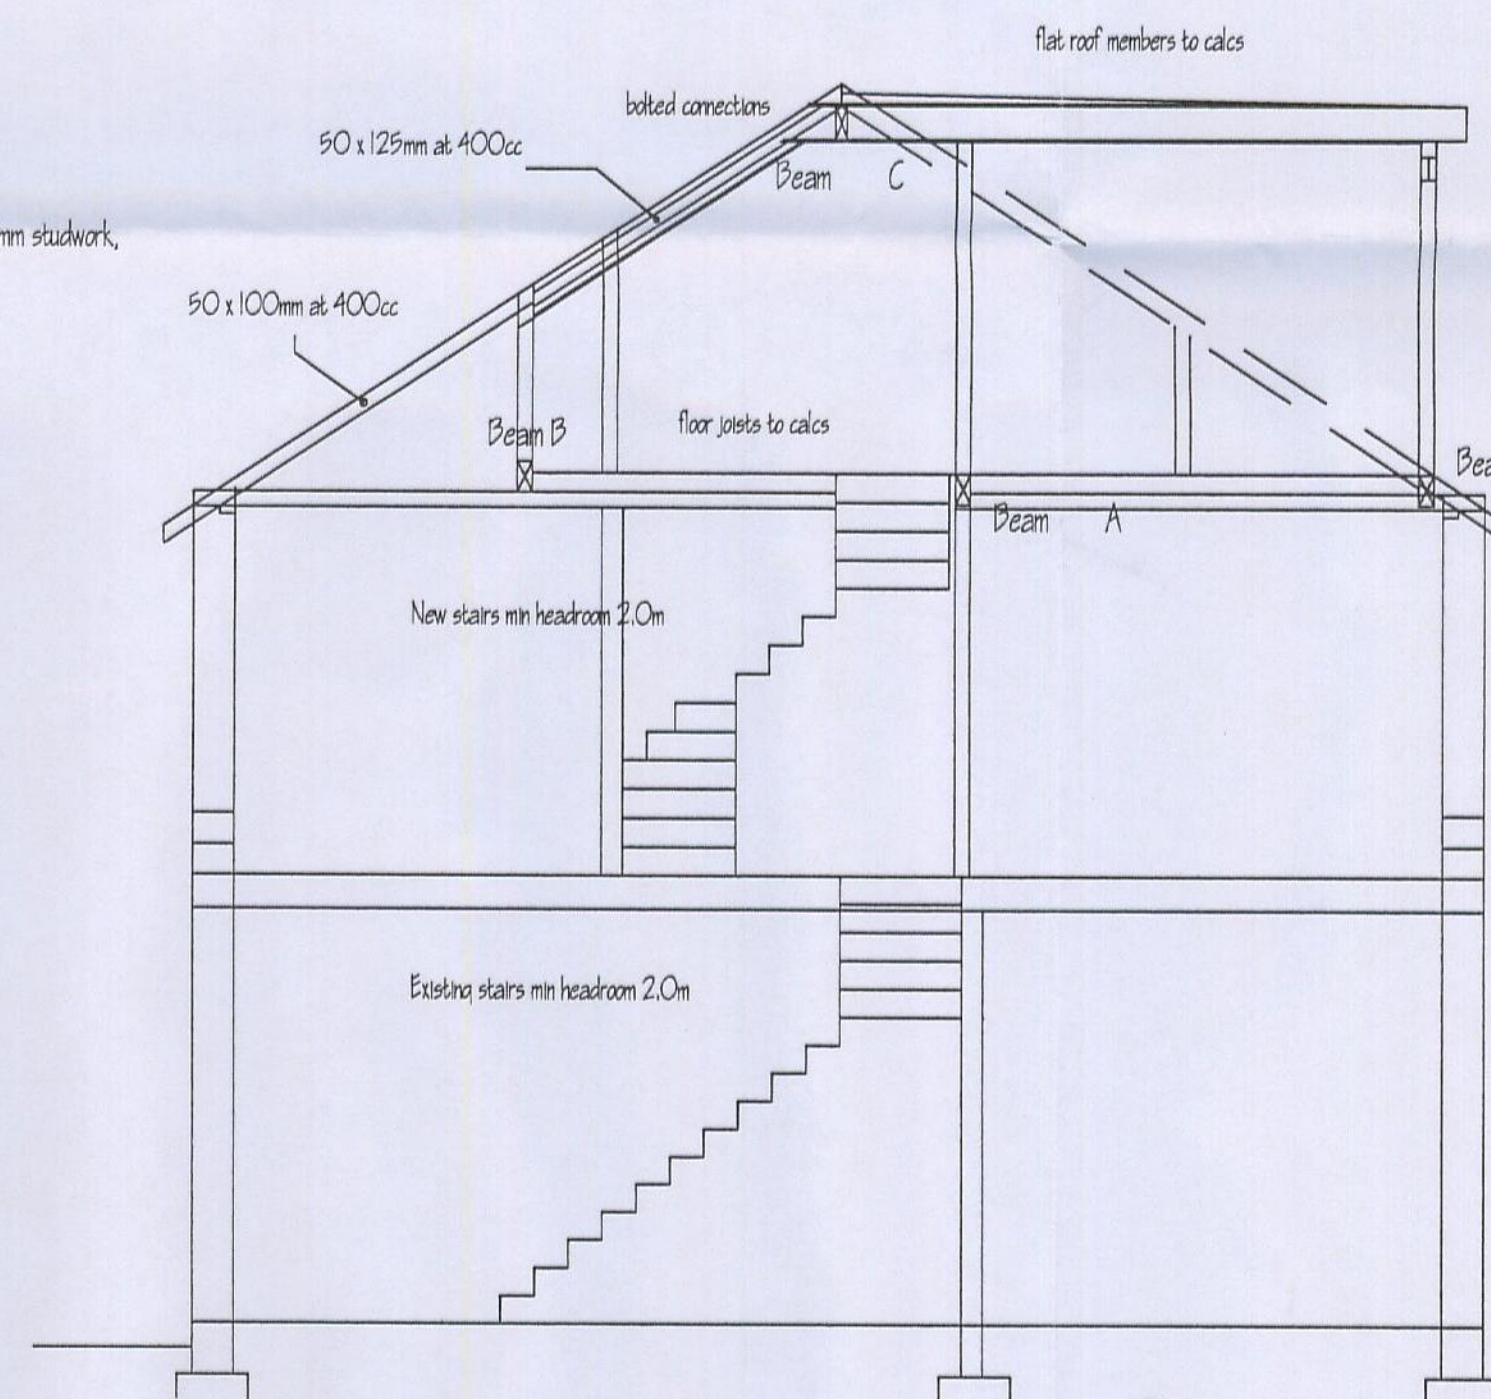 flat roof members to calcs
bolted connections
50 x 125mm at 400cc
Beam C
mm studwork,
50 x 100mm at 400cc
floor joists to calcs
Beam B
Bea
Beam A
New stairs min headroom 2.0m
Existing stairs min headroom 2.0m